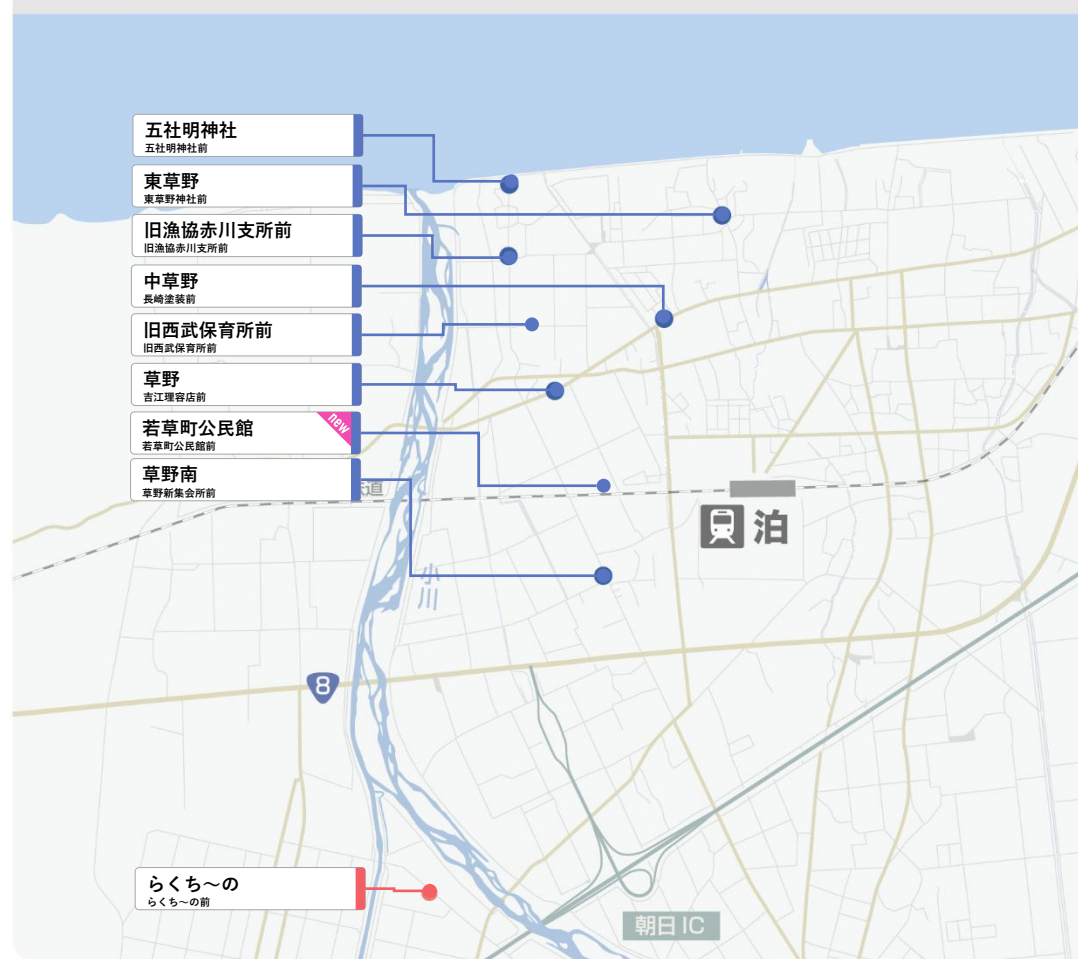 五社明神社
五社明神社前
東草野
東草野神社前
旧漁協赤川支所前
旧漁協赤川支所前
中草野
長崎塗装前
旧西武保育所前
旧西武保育所前
草野
吉江理容店前
若草町公民館
new
若草町公民館前
草野南
草野新集会所前
道
泊
小川
8
らくち〜の
らくち〜の前
朝日 IC